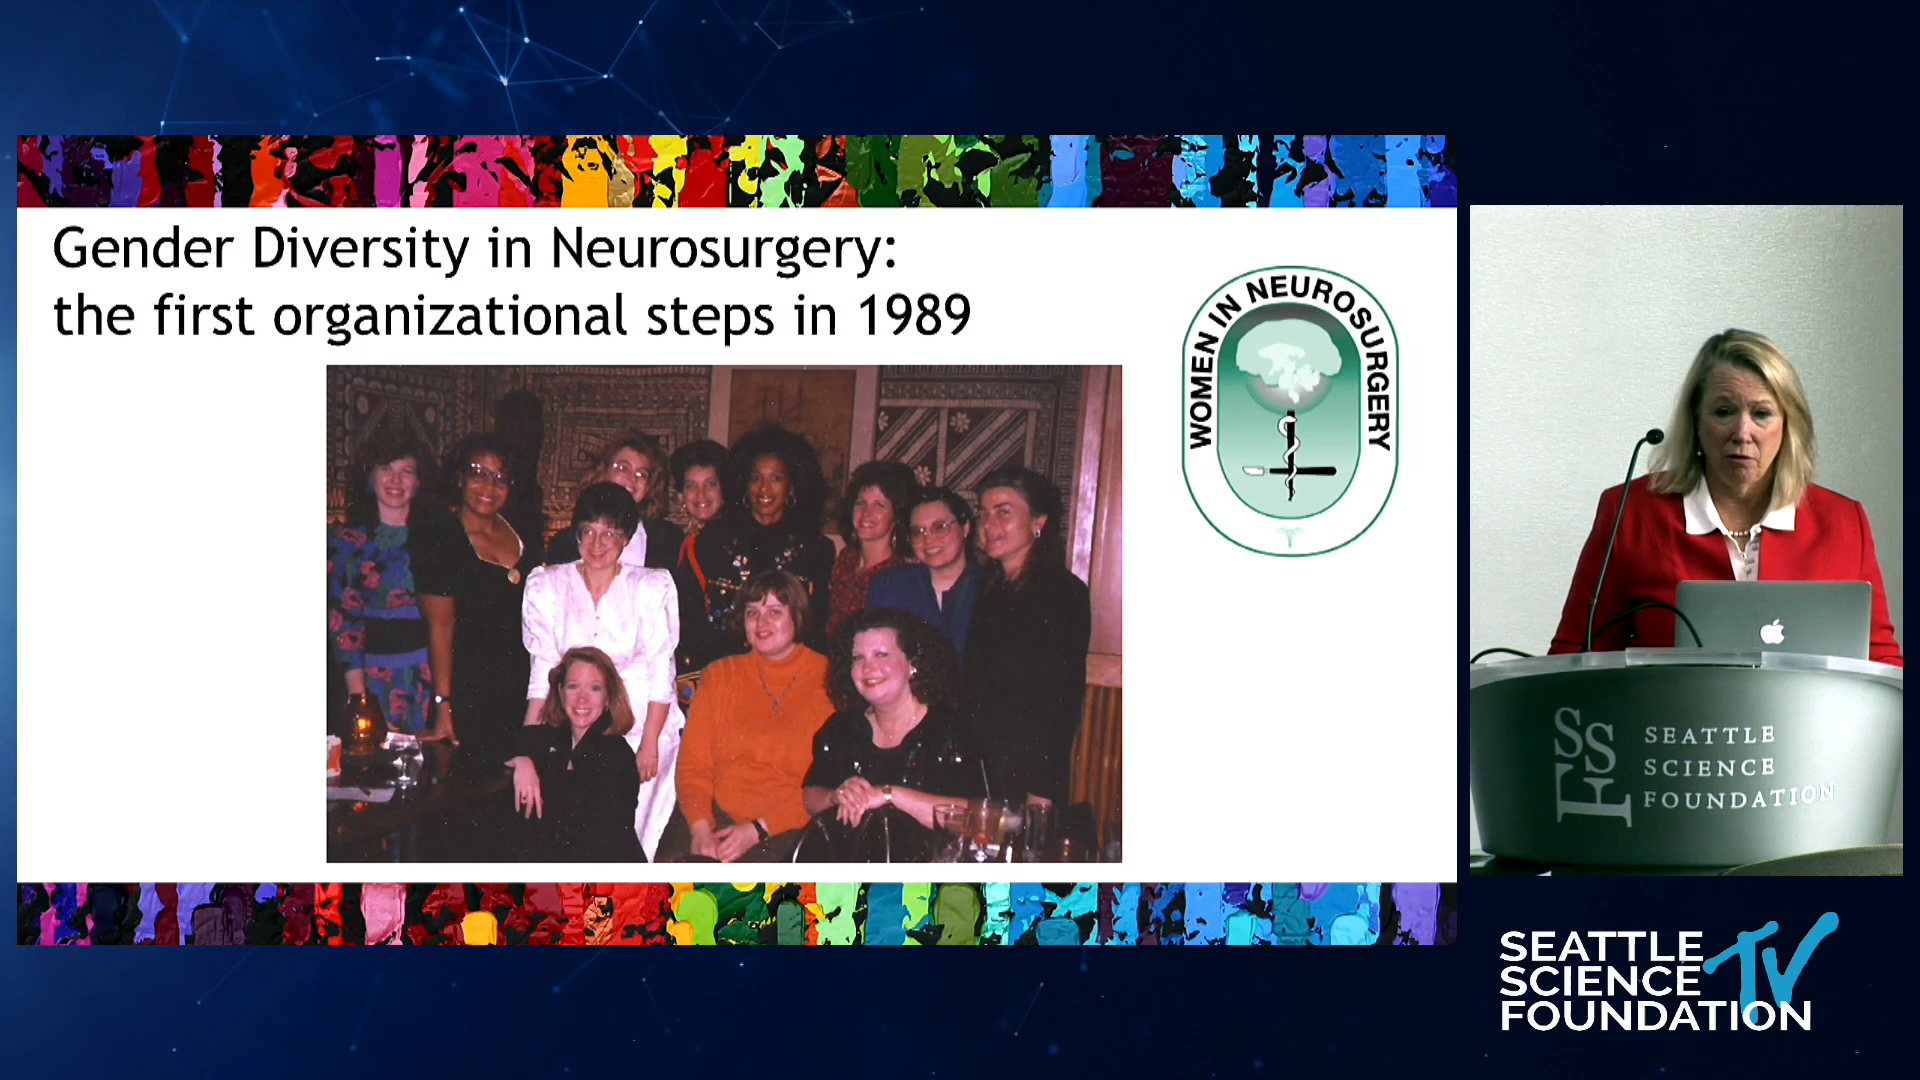 Gender Diversity in Neurosurgery:
the first organizational steps in 1989
WOMEN IN NEUROSURGERY
SSF
SEATTLE
SCIENCE
FOUNDATION
SEATTLE
SCIENCE
FOUNDATION
TV